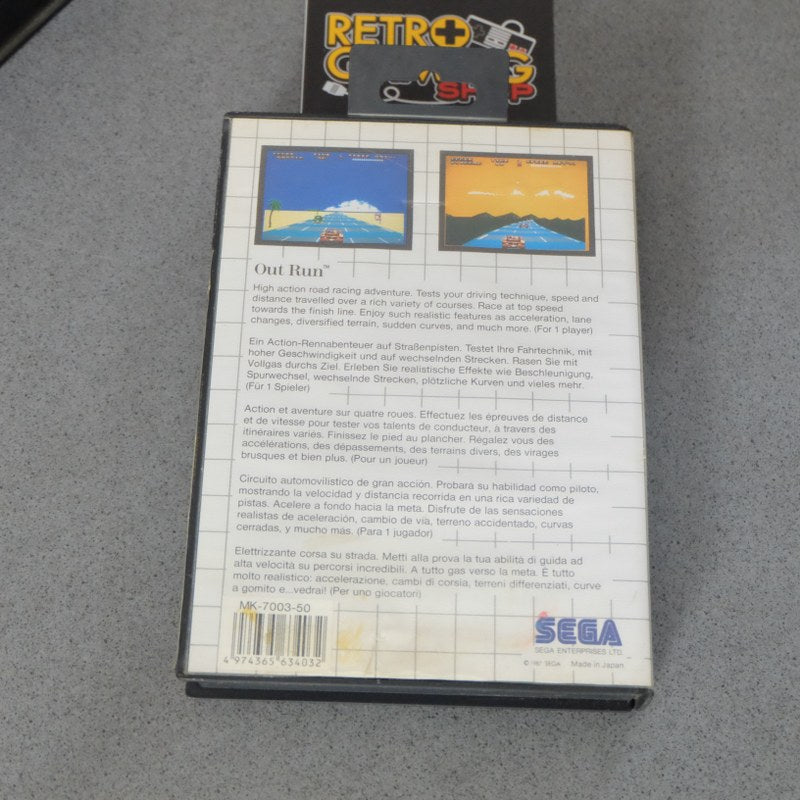 RETRO
SH P
Out Run™
High action road racing adventure. Tests your driving technique, speed and
distance travelled over a rich variety of courses. Race at top speed
towards the finish line. Enjoy such realistic features as acceleration, lane
changes, diversified terrain, sudden curves, and much more. (For 1 player)
Ein Action-Rennabenteuer auf Straßenpisten. Testet Ihre Fahrtechnik, mit
hoher Geschwindigkeit und auf wechselnden Strecken. Rasen Sie mit
Vollgas durchs Ziel. Erleben Sie realistische Effekte wie Beschleunigung,
Spurwechsel, wechselnde Strecken, plötzliche Kurven und vieles mehr.
(Für 1 Spieler)
Action et aventure sur quatre roues. Effectuez les épreuves de distance
et de vitesse pour tester vos talents de conducteur, à travers des
itinéraires variés. Finissez le pied au plancher. Régalez vous des
accélérations, des dépassements, des terrains divers, des virages
brusques et bien plus. (Pour un joueur)
Circuito automovilístico de gran acción. Probará su habilidad como piloto,
mostrando la velocidad y distancia recorrida en una rica variedad de
pistas. Acelere a fondo hacia la meta. Disfrute de las sensaciones
realistas de aceleración, cambio de vía, terreno accidentado, curvas
cerradas, y mucho más. (Para 1 jugador)
Elettrizzante corsa su strada. Metti alla prova la tua abilità di guida ad
alta velocità su percorsi incredibili. A tutto gas verso la meta. È tutto
molto realistico: accelerazione, cambi di corsia, terreni differenziati, curve
a gomito e...vedrai! (Per uno giocatori)
MK-7003-50
4 974365 634032
SEGA
SEGA ENTERPRISES LTD.
© 1987 SEGA Made in Japan